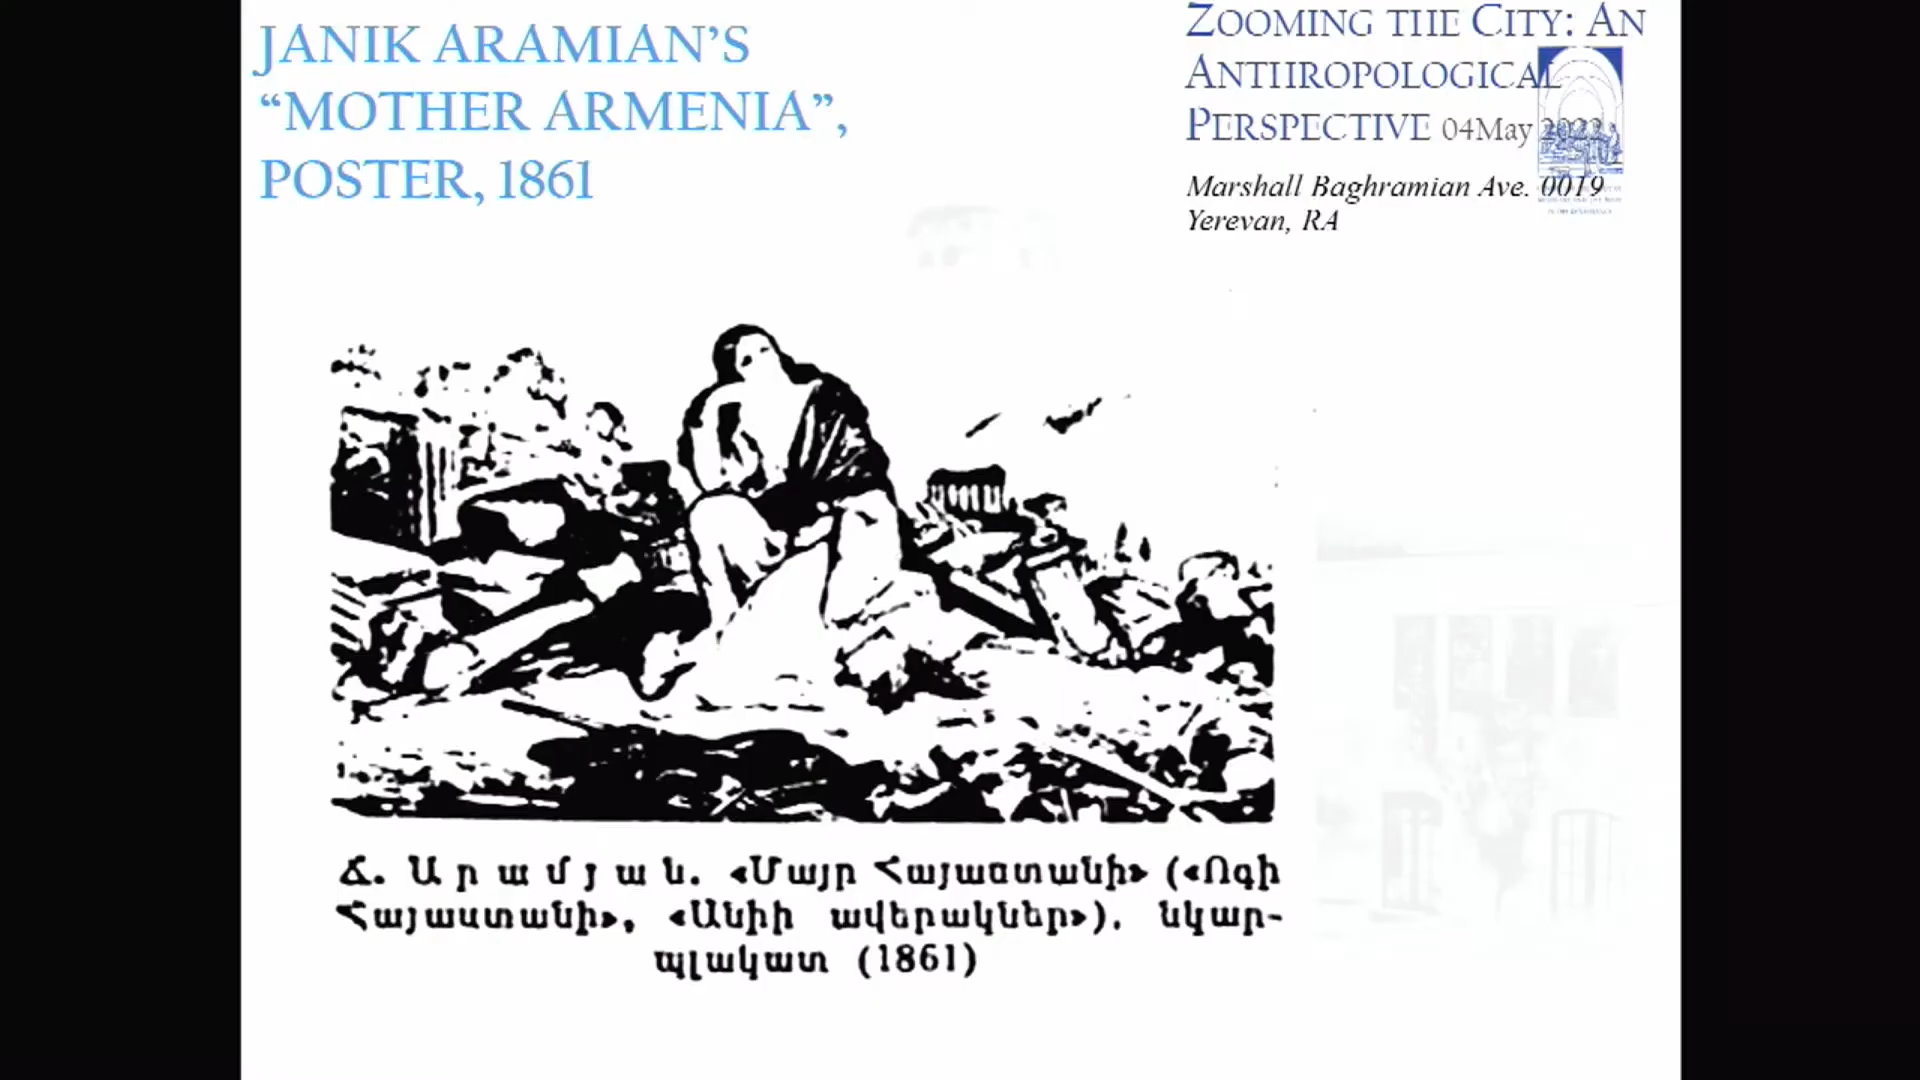 JANIK ARAMIAN’S
“MOTHER ARMENIA”,
POSTER, 1861
ZOOMING THE CITY: AN
ANTHROPOLOGICAL
PERSPECTIVE 04May
Marshall Baghramian Ave. 0019
Yerevan, RA
Ճ. Արամյան. «Մայր Հայաստանի» («Ոգի
Հայաստանի», «Անիի ավերակներ»). նկար-
պլակատ (1861)